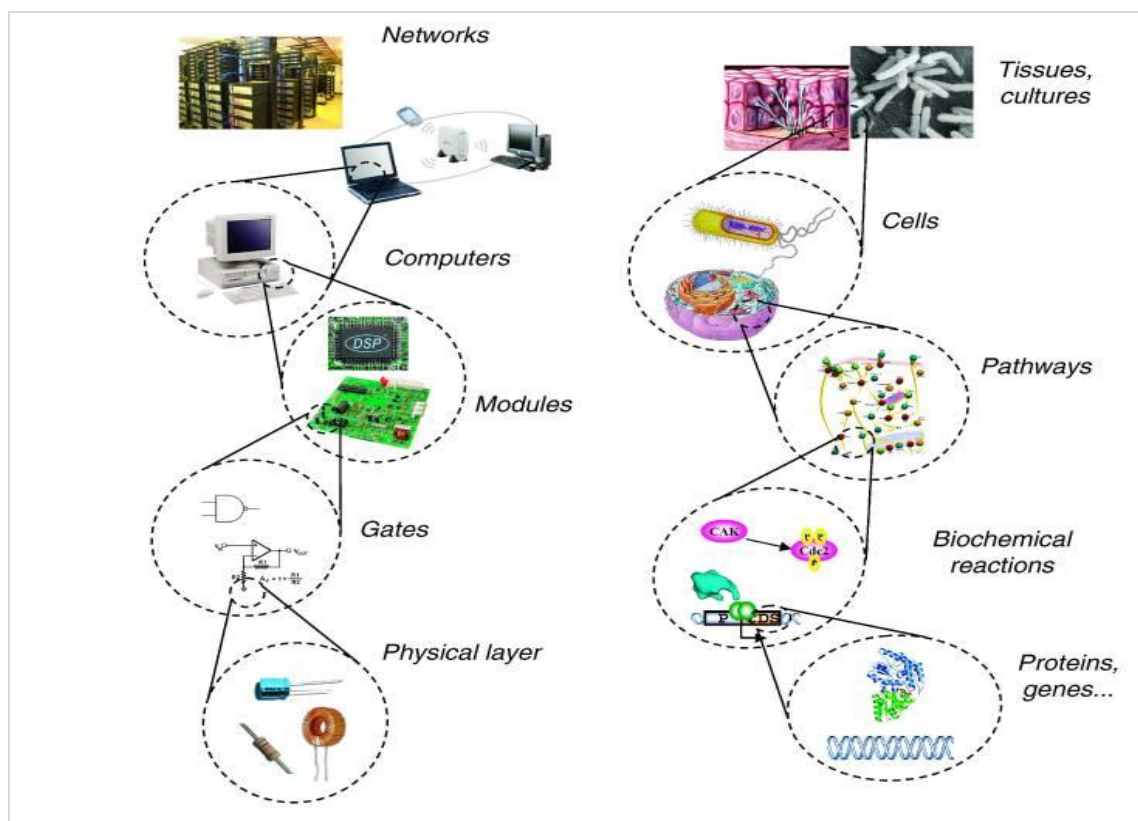 Networks
Computers
DSP
Modules
Gates
Physical layer
Tissues,
cultures
Cells
Pathways
CAK
P P
Cdc2
P
Biochemical
reactions
P
Proteins,
genes...